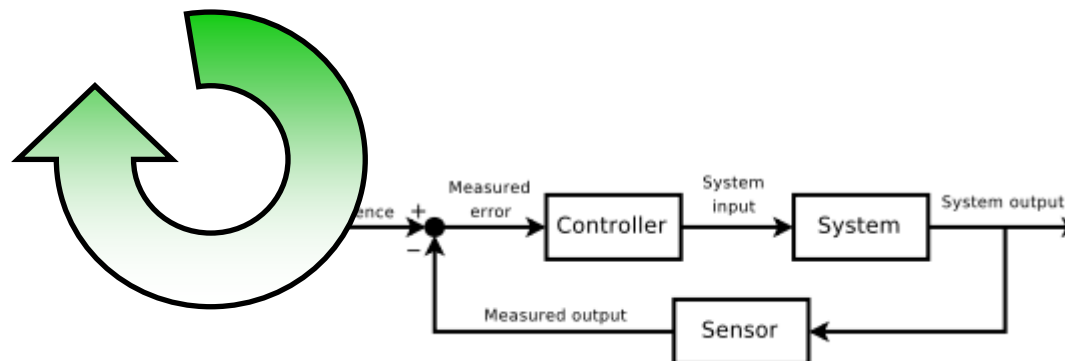 Measured
error
System
input
System output
ence
+
Controller
System
−
Measured output
Sensor